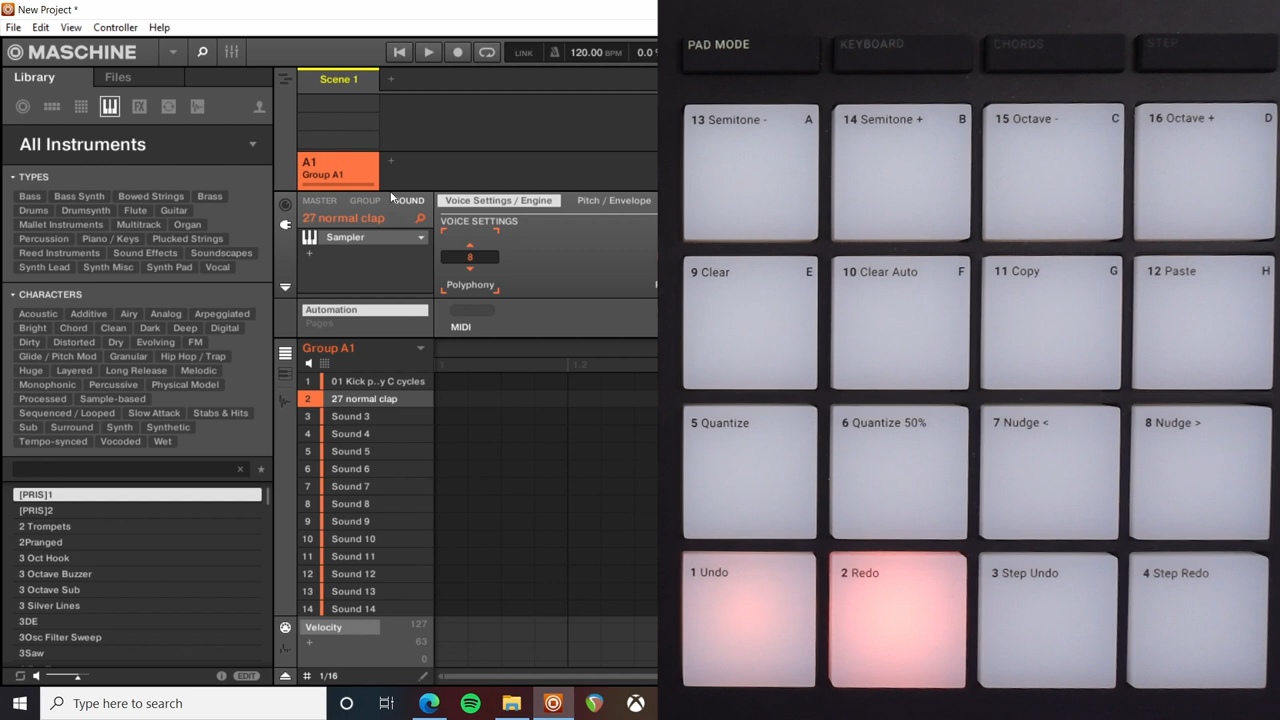 New Project *
File Edit View Controller Help
MASCHINE
LINK 120.00 BPM 0.0 %
Library Files
All Instruments
TYPES
Bass Bass Synth Bowed Strings Brass
Drums Drumsynth Flute Guitar
Mallet Instruments Multitrack Organ
Percussion Piano / Keys Plucked Strings
Reed Instruments Sound Effects Soundscapes
Synth Lead Synth Misc Synth Pad Vocal
CHARACTERS
Acoustic Additive Airy Analog Arpeggiated
Bright Chord Clean Dark Deep Digital
Dirty Distorted Dry Evolving FM
Glide / Pitch Mod Granular Hip Hop / Trap
Huge Layered Long Release Melodic
Monophonic Percussive Physical Model
Processed Sample-based
Sequenced / Looped Slow Attack Stabs & Hits
Sub Surround Synth Synthetic
Tempo-synced Vocoded Wet
[PRIS]1
[PRIS]2
2 Trompets
2Pranged
3 Oct Hook
3 Octave Buzzer
3 Octave Sub
3 Silver Lines
3DE
3Osc Filter Sweep
3Saw
EDIT
Scene 1
A1
Group A1
MASTER GROUP SOUND
27 normal clap
Sampler
Automation
Pages
Voice Settings / Engine Pitch / Envelope
VOICE SETTINGS
8
Polyphony
MIDI
Group A1
1 1.2
1 01 Kick p..y C cycles
2 27 normal clap
3 Sound 3
4 Sound 4
5 Sound 5
6 Sound 6
7 Sound 7
8 Sound 8
9 Sound 9
10 Sound 10
11 Sound 11
12 Sound 12
13 Sound 13
14 Sound 14
Velocity 127
63
0
1/16
Type here to search
PAD MODE KEYBOARD CHORDS STEP
13 Semitone - A 14 Semitone + B 15 Octave - C 16 Octave + D
9 Clear E 10 Clear Auto F 11 Copy G 12 Paste H
5 Quantize 6 Quantize 50% 7 Nudge < 8 Nudge >
1 Undo 2 Redo 3 Step Undo 4 Step Redo